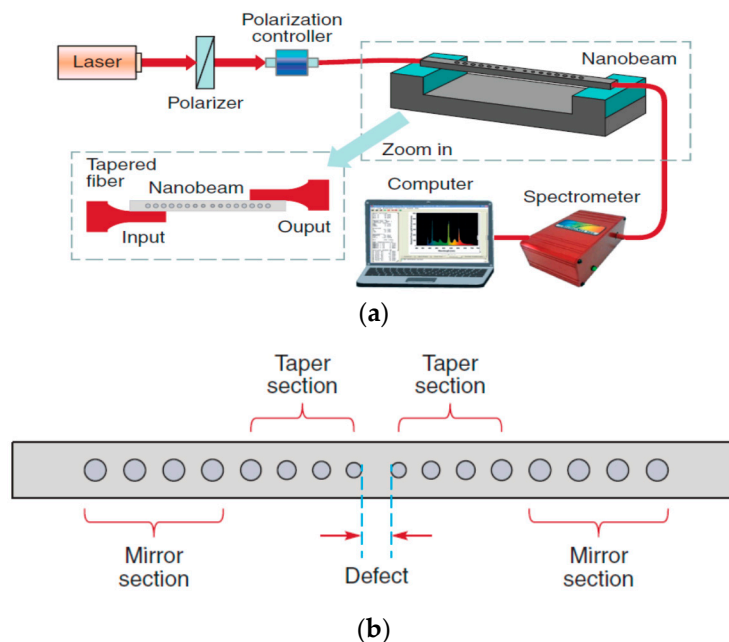 Polarization
controller
Laser
Nanobeam
Polarizer
Zoom in
Tapered
fiber
Nanobeam
Computer
Spectrometer
Input
Ouput
(a)
Taper
section
Taper
section
Mirror
section
Defect
Mirror
section
(b)